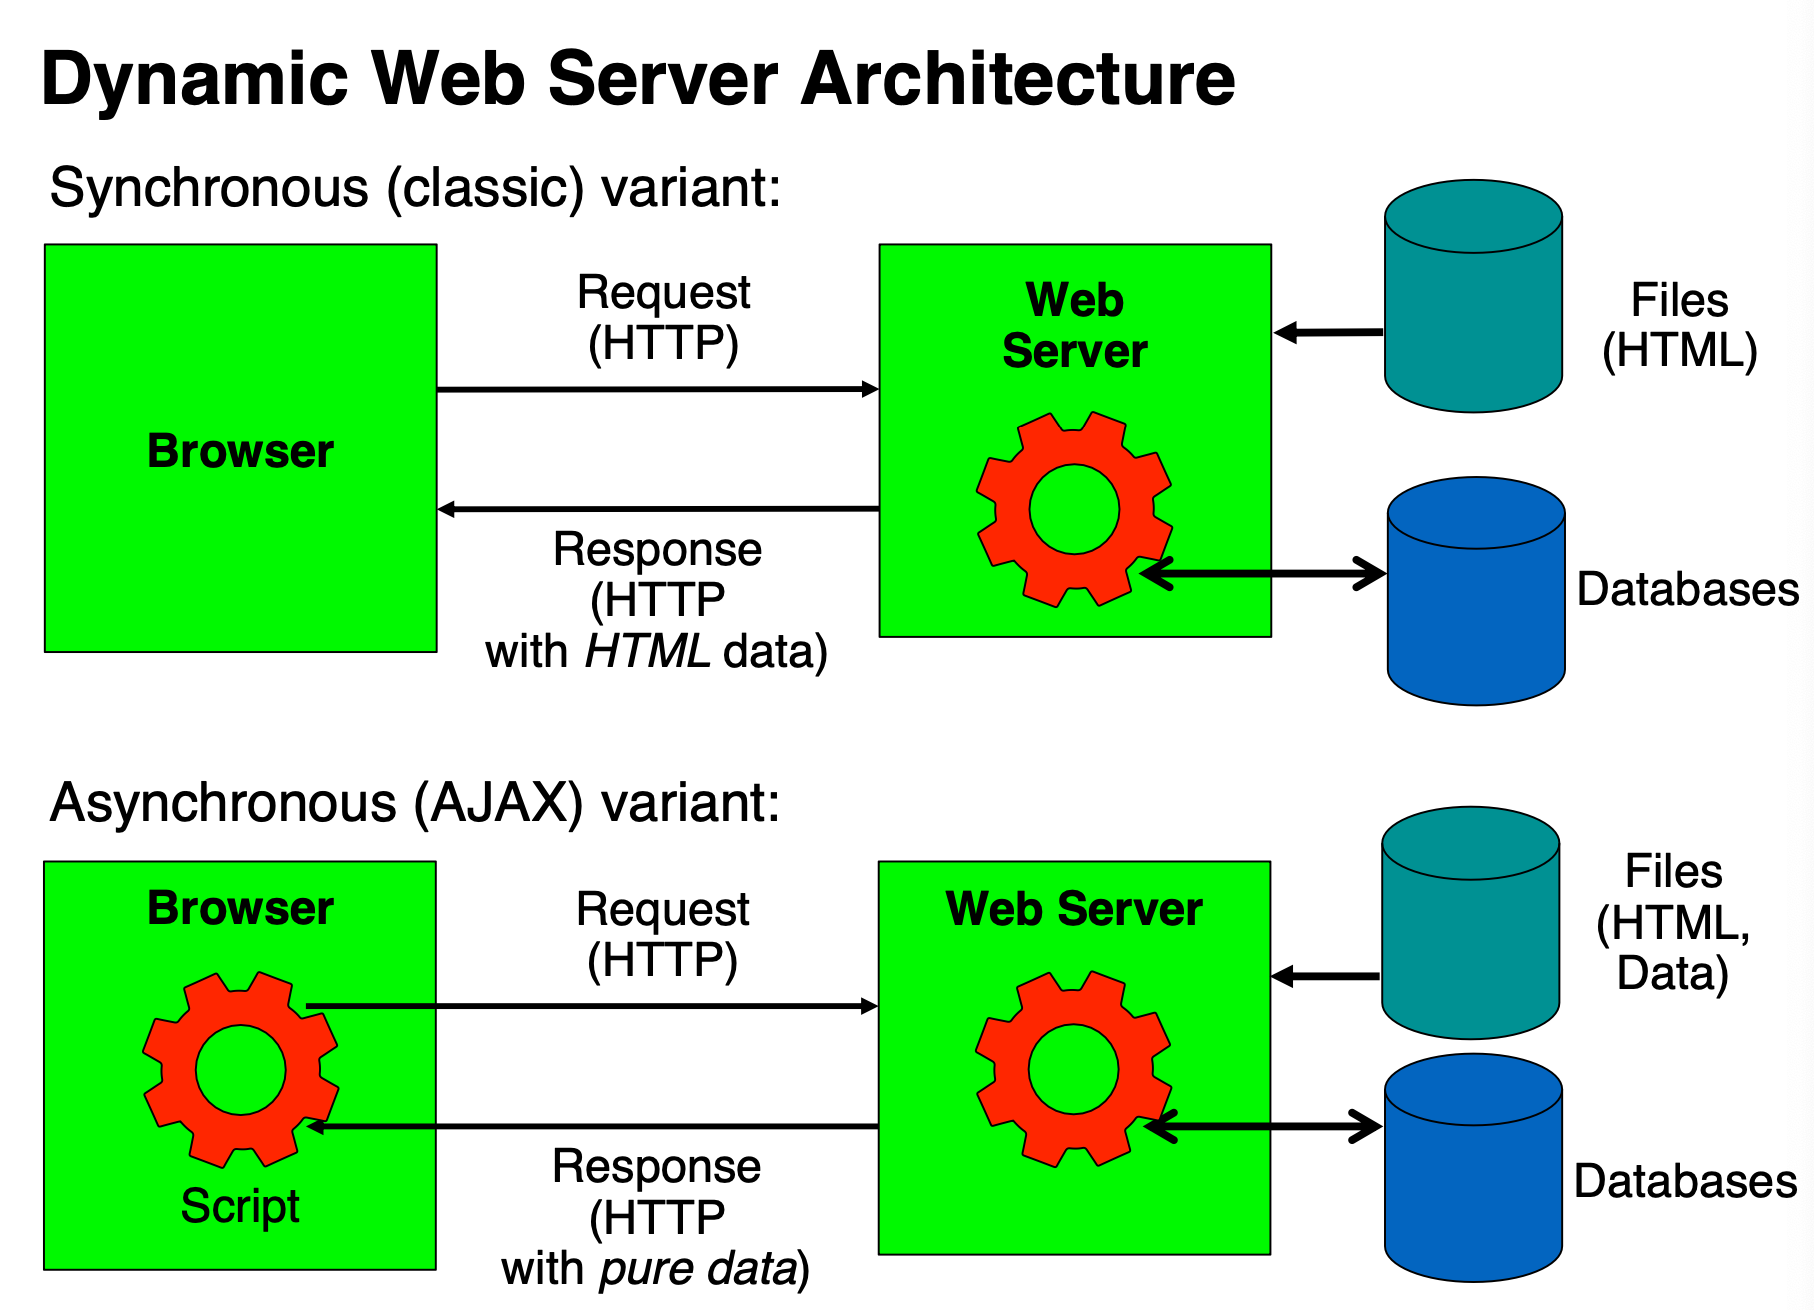 Dynamic Web Server Architecture
Synchronous (classic) variant:
Browser
Request
(HTTP)
Response
(HTTP
with HTML data)
Web
Server
Files
(HTML)
Databases
Asynchronous (AJAX) variant:
Browser
Script
Request
(HTTP)
Response
(HTTP
with pure data)
Web Server
Files
(HTML,
Data)
Databases